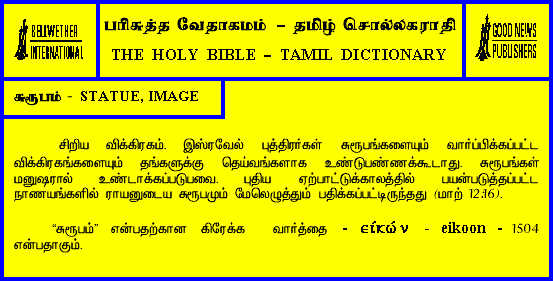 BELLWETHER
INTERNATIONAL
பரிசுத்த வேதாகமம் – தமிழ் சொல்லகராதி
THE HOLY BIBLE – TAMIL DICTIONARY
GOOD NEWS
PUBLISHERS
சுரூபம் - STATUE, IMAGE
சிறிய விக்கிரகம். இஸ்ரவேல் புத்திரர்கள் சுரூபங்களையும் வார்ப்பிக்கப்பட்ட
விக்கிரகங்களையும் தங்களுக்கு தெய்வங்களாக உண்டுபண்ணக்கூடாது. சுரூபங்கள்
மனுஷரால் உண்டாக்கப்படுபவை. புதிய ஏற்பாட்டுக்காலத்தில் பயன்படுத்தப்பட்ட
நாணயங்களில் ராயனுடைய சுரூபமும் மேலெழுத்தும் பதிக்கப்பட்டிருந்தது (மாற் 12:16).
“சுரூபம்” என்பதற்கான கிரேக்க வார்த்தை - εἰκών - eikoon - 1504
என்பதாகும்.